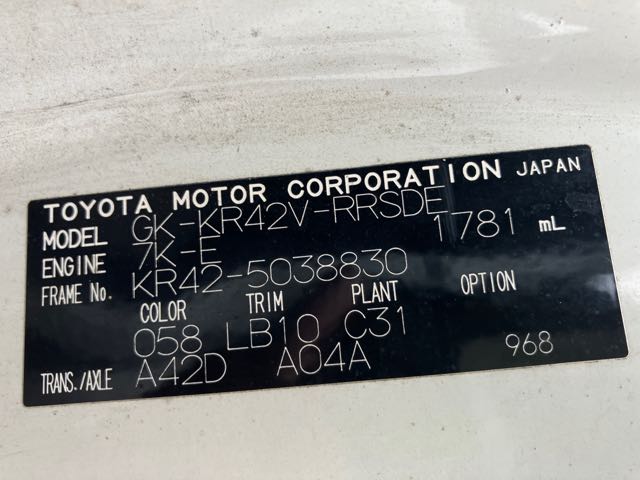 TOYOTA MOTOR CORPORATION JAPAN
MODEL GK-KR42V-RRSDE
ENGINE 7K-E 1781 mL
FRAME No. KR42-5038830
COLOR TRIM PLANT OPTION
058 LB10 C31
TRANS./AXLE A42D A04A 968